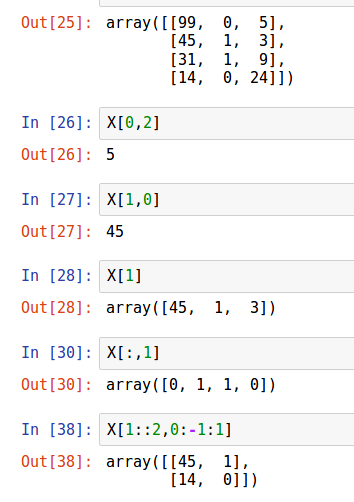 Out[25]: array([[99,  0,  5],
       [45,  1,  3],
       [31,  1,  9],
       [14,  0, 24]])
In [26]: X[0,2]
Out[26]: 5
In [27]: X[1,0]
Out[27]: 45
In [28]: X[1]
Out[28]: array([45,  1,  3])
In [30]: X[:,1]
Out[30]: array([0, 1, 1, 0])
In [38]: X[1::2,0:-1:1]
Out[38]: array([[45,  1],
       [14,  0]])